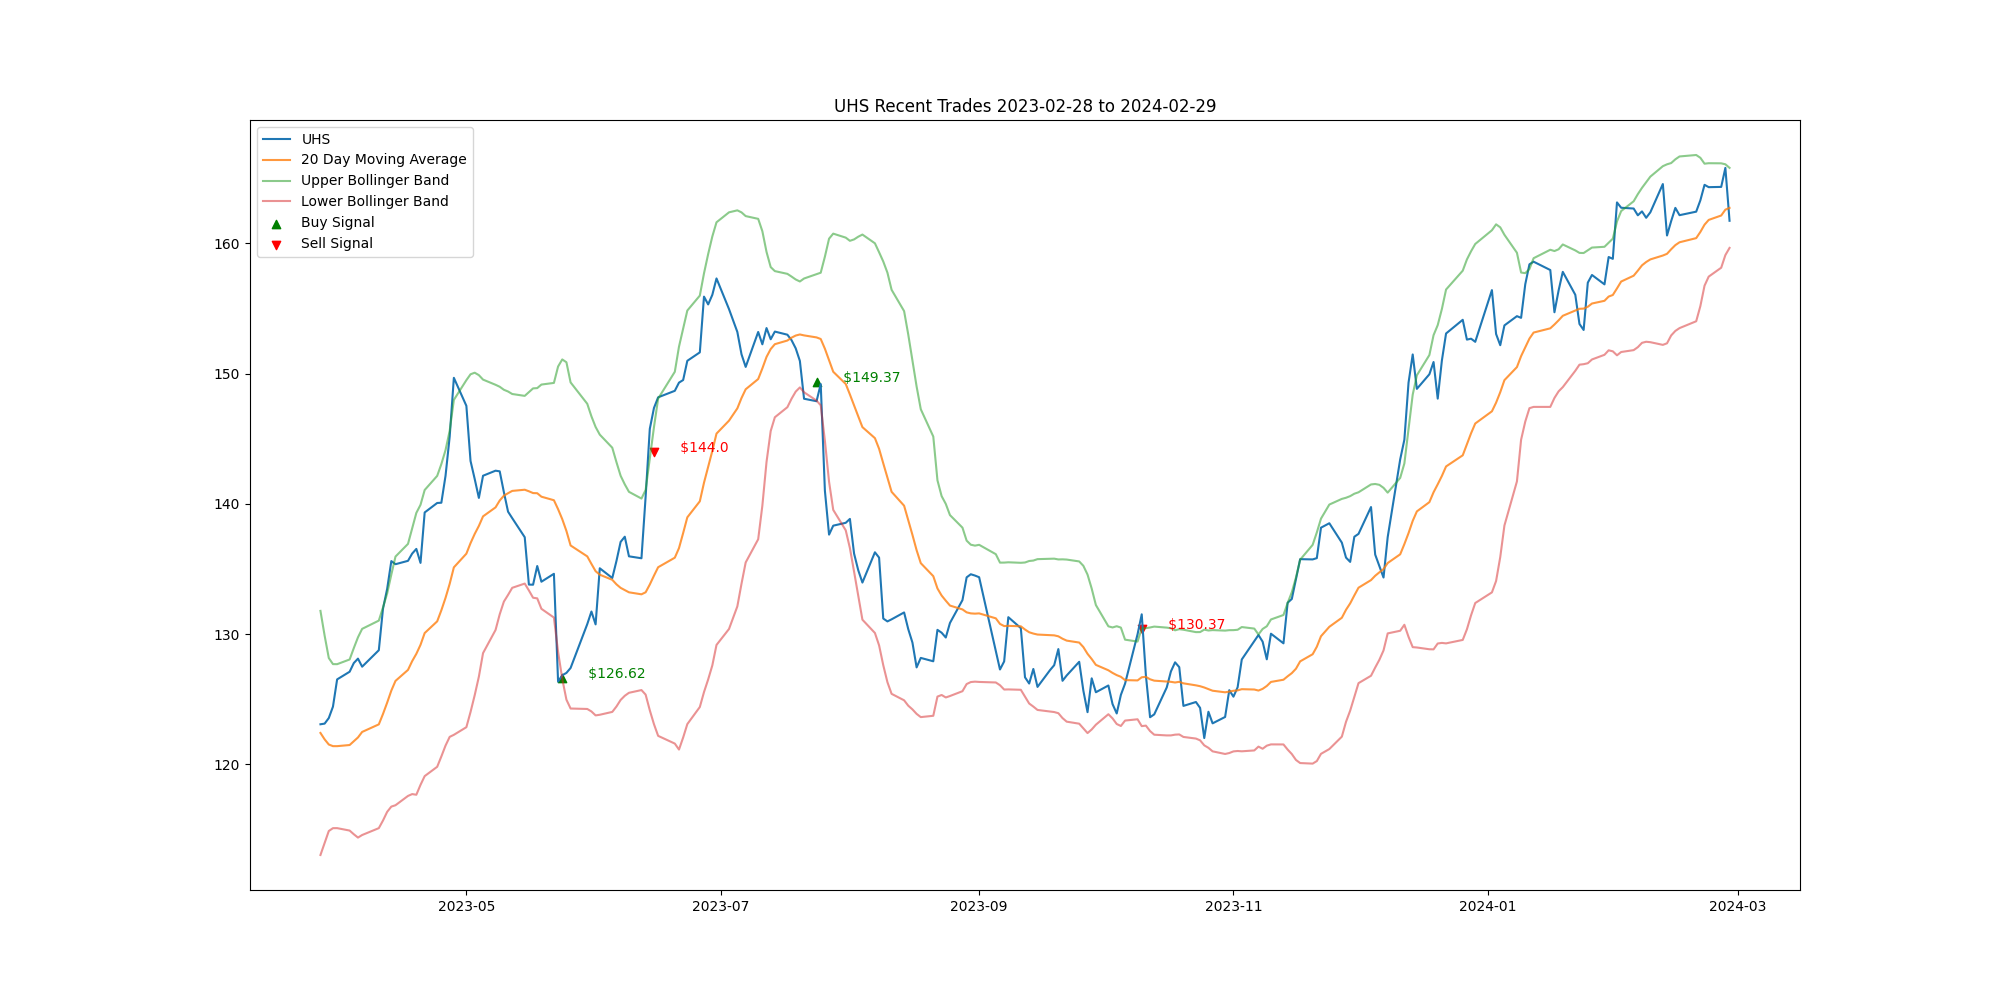 UHS Recent Trades 2023-02-28 to 2024-02-29
UHS
20 Day Moving Average
Upper Bollinger Band
Lower Bollinger Band
Buy Signal
Sell Signal
160
150
140
130
120
$149.37
$144.0
$130.37
$126.62
2023-05
2023-07
2023-09
2023-11
2024-01
2024-03